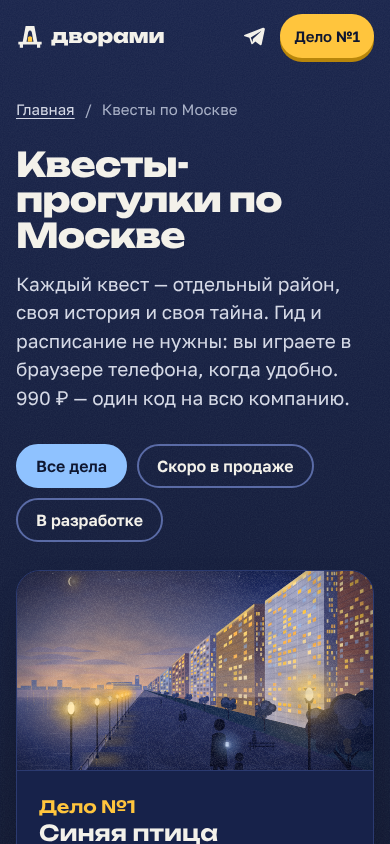 дворами
Дело №1
Главная / Квесты по Москве
Квесты-
прогулки по
Москве
Каждый квест — отдельный район,
своя история и своя тайна. Гид и
расписание не нужны: вы играете в
браузере телефона, когда удобно.
990 ₽ — один код на всю компанию.
Все дела
Скоро в продаже
В разработке
Дело №1
Синяя птица